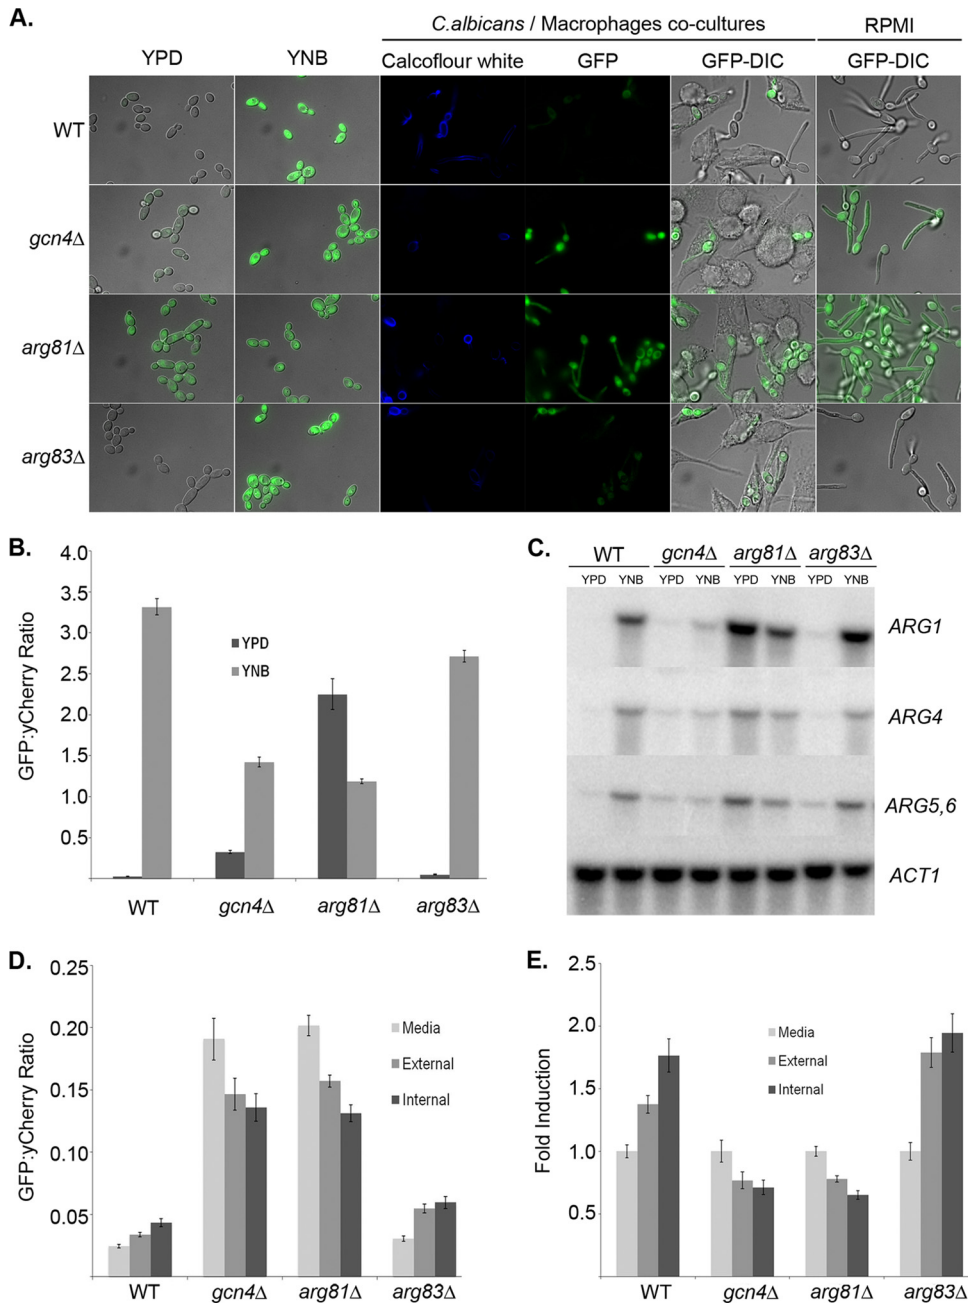 A.
C.albicans / Macrophages co-cultures RPMI
YPD YNB Calcoflour white GFP GFP-DIC GFP-DIC
WT
gcn4Δ
arg81Δ
arg83Δ
B.
4.0
3.5
3.0
2.5
2.0
1.5
1.0
0.5
GFP:yCherry Ratio
YPD
YNB
WT gcn4Δ arg81Δ arg83Δ
C.
WT gcn4Δ arg81Δ arg83Δ
YPD YNB YPD YNB YPD YNB YPD YNB
ARG1
ARG4
ARG5,6
ACT1
D.
0.25
0.20
0.15
0.10
0.05
GFP:yCherry Ratio
Media
External
Internal
WT gcn4Δ arg81Δ arg83Δ
E.
2.5
2.0
1.5
1.0
0.5
Fold Induction
Media
External
Internal
WT gcn4Δ arg81Δ arg83Δ